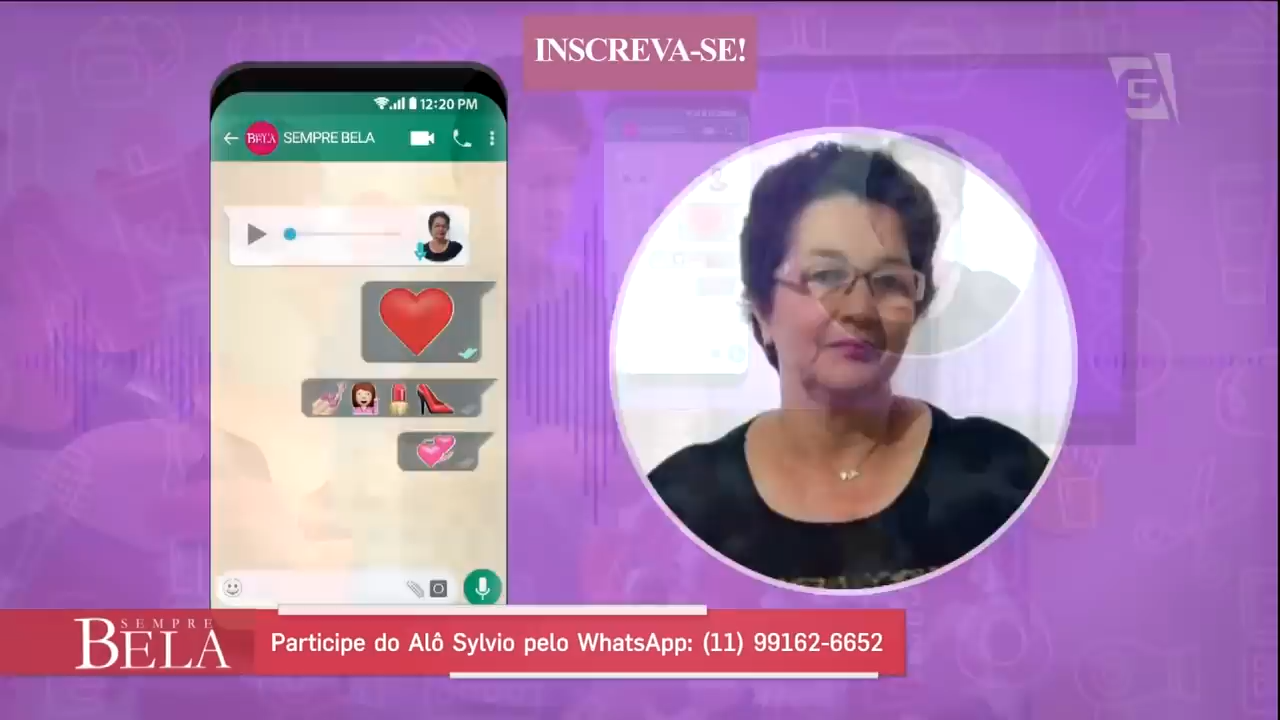 INSCREVA-SE!
12:20 PM
BELA SEMPRE BELA
SEMPRE
BELA
Participe do Alô Sylvio pelo WhatsApp: (11) 99162-6652